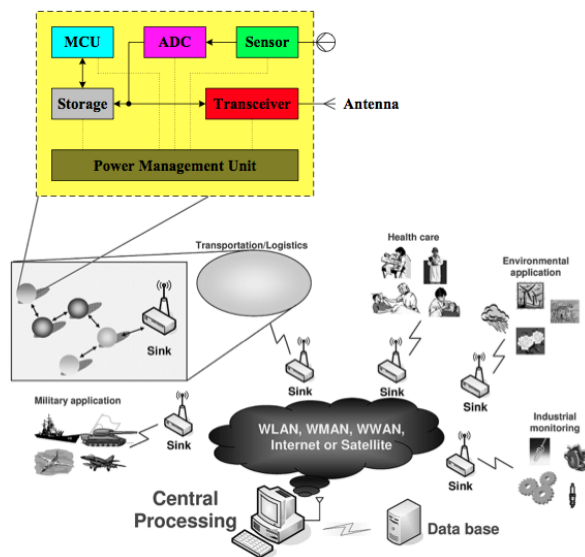 MCU
ADC
Sensor
Storage
Transceiver
Antenna
Power Management Unit
Transportation/Logistics
Health care
Environmental application
Sink
Sink
Sink
Sink
Military application
Sink
WLAN, WMAN, WWAN,
Internet or Satellite
Sink
Industrial
monitoring
Central
Processing
Data base